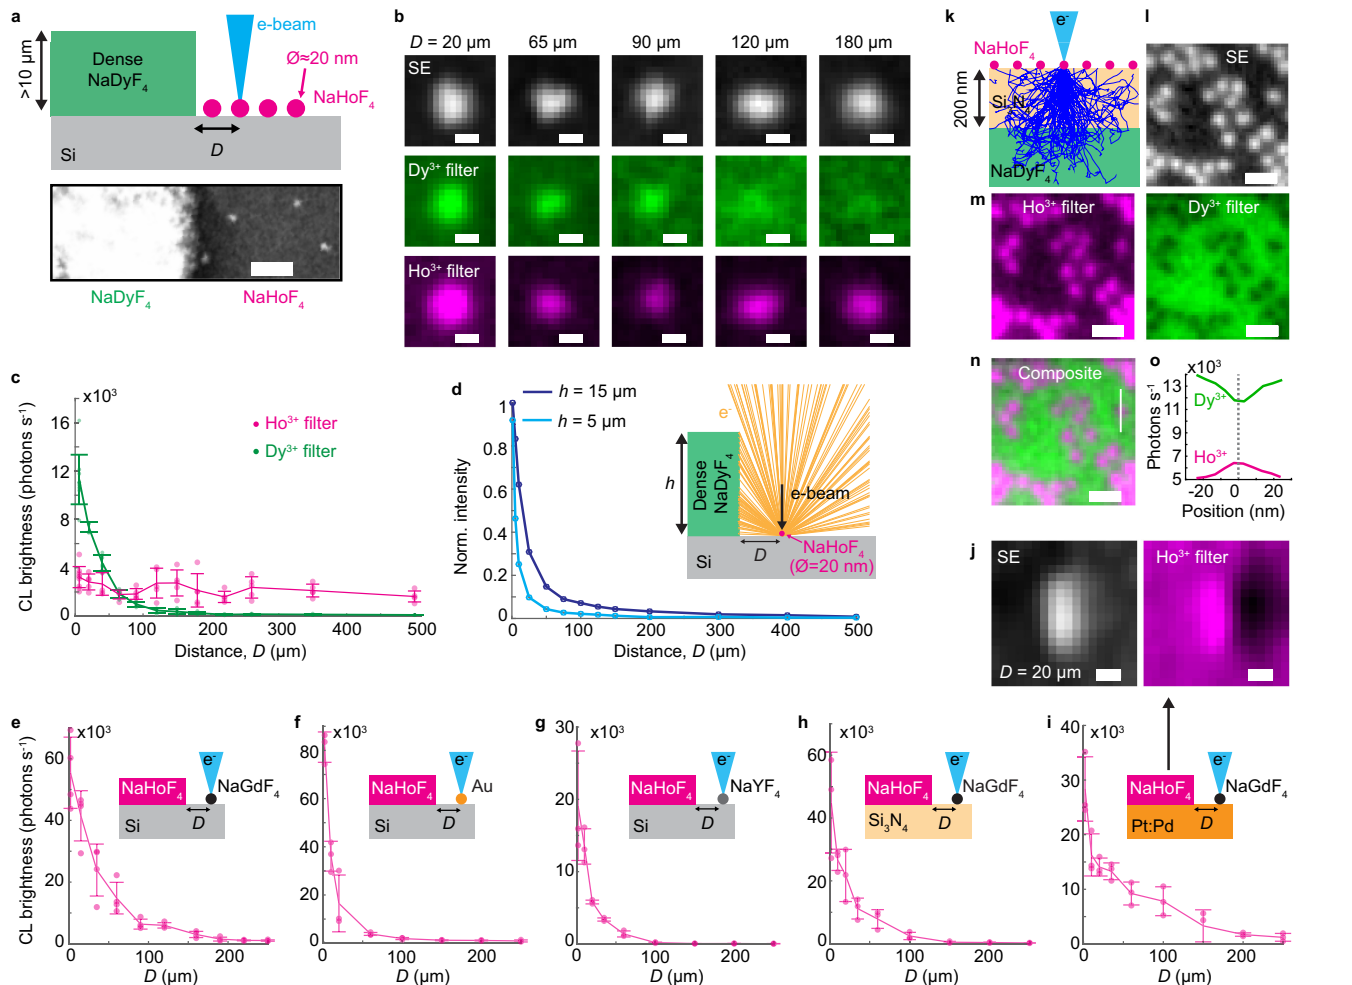 a
e-beam
>10 µm
Dense
NaDyF4
Ø≈20 nm
NaHoF4
D
Si
NaDyF4
NaHoF4
b
D = 20 µm
65 µm
90 µm
120 µm
180 µm
SE
Dy3+ filter
Ho3+ filter
k
e-
NaHoF4
200 nm
Si3N4
NaDyF4
l
SE
m
Ho3+ filter
Dy3+ filter
n
Composite
o
x10³
Photons s-1
13
11
9
7
5
Dy3+
Ho3+
-20
0
20
Position (nm)
c
x10³
CL brightness (photons s-1)
16
12
8
4
0
Ho3+ filter
Dy3+ filter
0
100
200
300
400
500
Distance, D (µm)
d
h = 15 µm
h = 5 µm
Norm. intensity
1
0.8
0.6
0.4
0.2
0
e-
h
Dense
NaDyF4
e-beam
D
Si
NaHoF4
(Ø=20 nm)
0
100
200
300
400
500
Distance, D (µm)
j
SE
D = 20 µm
Ho3+ filter
e
x10³
CL brightness (photons s-1)
60
40
20
0
e-
NaHoF4
NaGdF4
Si
D
0
100
200
D (µm)
f
x10³
80
60
40
20
0
e-
NaHoF4
Au
Si
D
0
100
200
D (µm)
g
x10³
30
20
10
0
e-
NaHoF4
NaYF4
Si
D
0
100
200
D (µm)
h
x10³
60
40
20
0
e-
NaHoF4
NaGdF4
Si3N4
D
0
100
200
D (µm)
i
x10³
40
30
20
10
0
e-
NaHoF4
NaGdF4
Pt:Pd
D
0
100
200
D (µm)